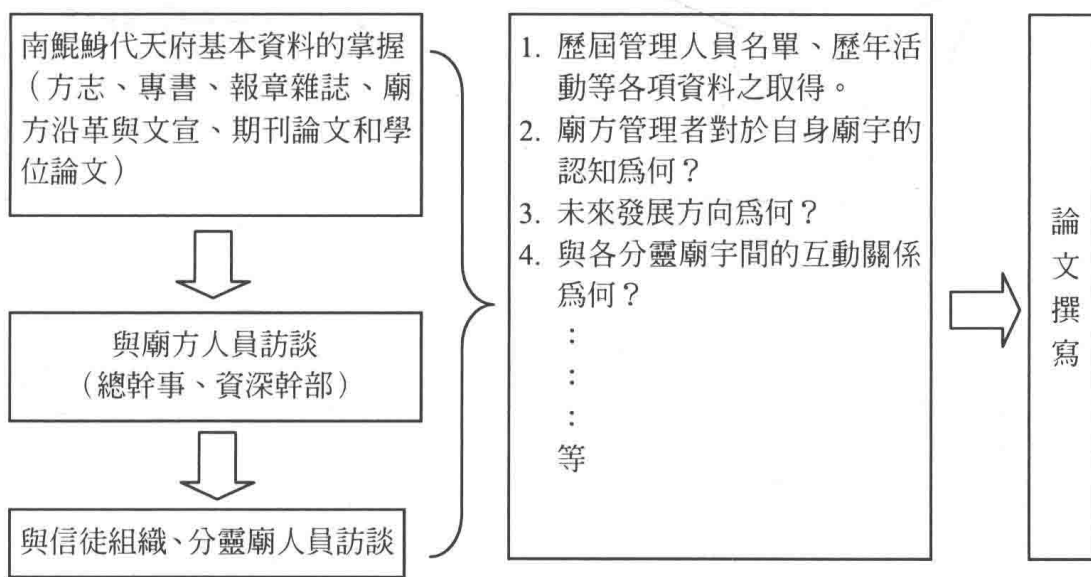 南鯤鯓代天府基本資料的掌握
(方志、專書、報章雜誌、廟
方沿革與文宣、期刊論文和學
位論文)
與廟方人員訪談
(總幹事、資深幹部)
與信徒組織、分靈廟人員訪談
1. 歷屆管理人員名單、歷年活
動等各項資料之取得。
2. 廟方管理者對於自身廟宇的
認知爲何？
3. 未來發展方向爲何？
4. 與各分靈廟宇間的互動關係
爲何？
：
：
：
等
論
文
撰
寫